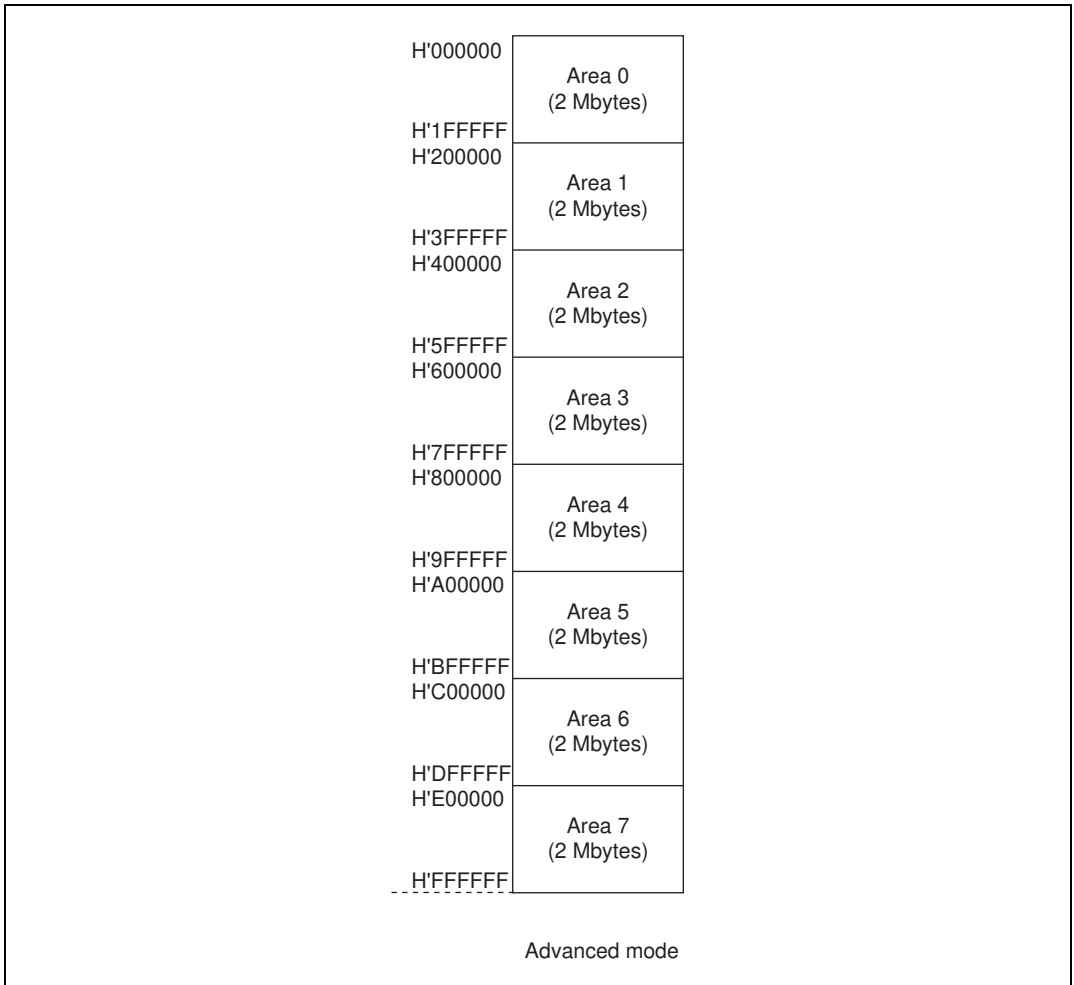 H'000000
Area 0
(2 Mbytes)
H'1FFFFF
H'200000
Area 1
(2 Mbytes)
H'3FFFFF
H'400000
Area 2
(2 Mbytes)
H'5FFFFF
H'600000
Area 3
(2 Mbytes)
H'7FFFFF
H'800000
Area 4
(2 Mbytes)
H'9FFFFF
H'A00000
Area 5
(2 Mbytes)
H'BFFFFF
H'C00000
Area 6
(2 Mbytes)
H'DFFFFF
H'E00000
Area 7
(2 Mbytes)
H'FFFFFF
Advanced mode